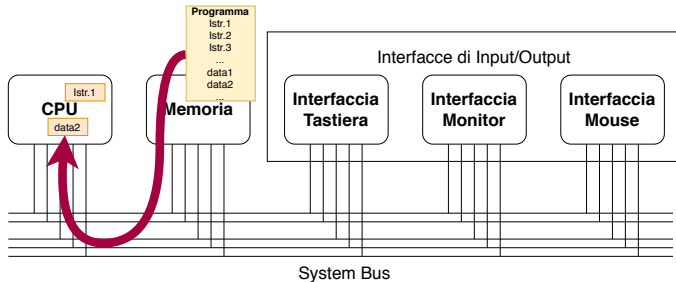 Programma
Istr.1
Istr.2
Istr.3
...
data1
data2
...
Interfacce di Input/Output
Istr.1
CPU
data2
Memoria
Interfaccia
Tastiera
Interfaccia
Monitor
Interfaccia
Mouse
System Bus